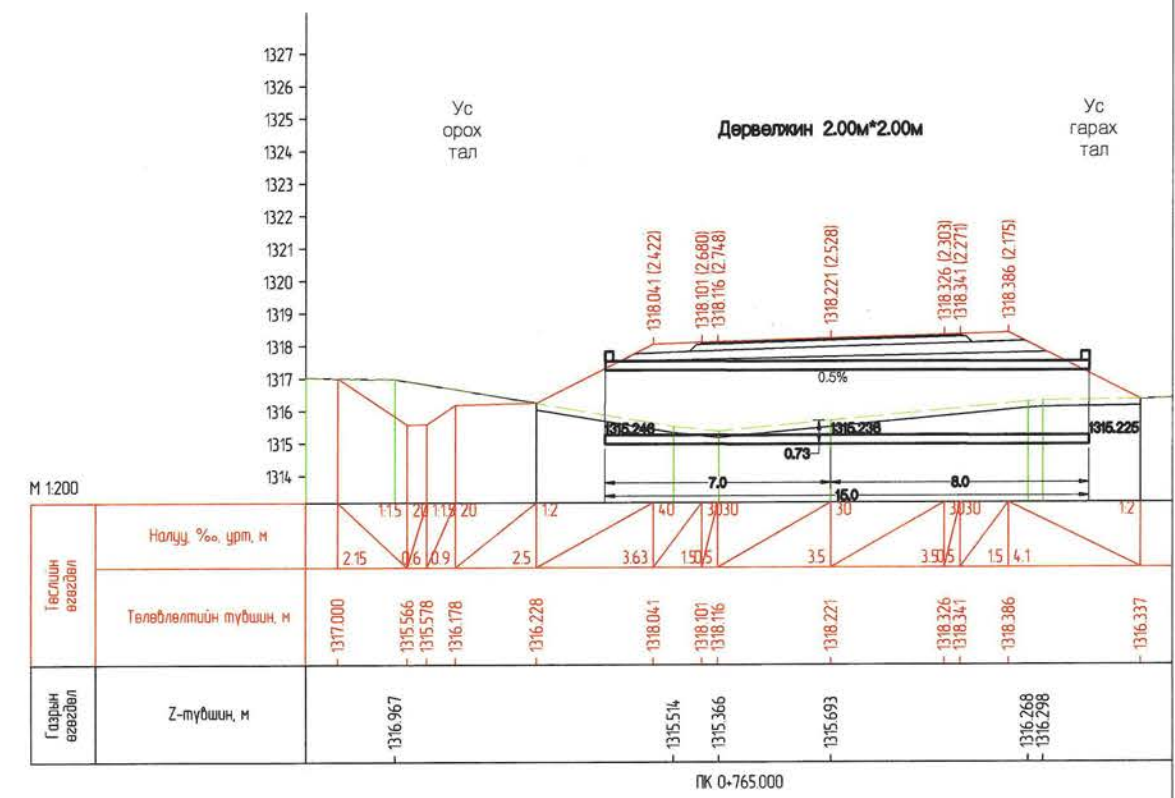 1327
1326
1325
1324
1323
1322
1321
1320
1319
1318
1317
1316
1315
1314
Ус
орох
тал
Дөрвөлжин 2.00м*2.00м
Ус
гарах
тал
1318.041 (2.422)
1318.101 (2.680)
1318.116 (2.748)
1318.221 (2.528)
1318.326 (2.303)
1318.341 (2.271)
1318.386 (2.175)
0.5%
1315.246
1315.236
1315.225
0.73
7.0
8.0
15.0
М 1:200
Төслийн
өгөгдөл
Налуу, ‰, урт, м
1:1.5 20 1:1.5 20 1:2 40 30 30 30 30 30 1:2
2.15 0.6 0.9 2.5 3.63 1.5 0.5 3.5 3.5 0.5 1.5 4.1
Төлөвлөлтийн түвшин, м
1317.000
1315.566
1315.578
1316.178
1316.228
1318.041
1318.101
1318.116
1318.221
1318.326
1318.341
1318.386
1316.337
Газрын
өгөгдөл
Z-түвшин, м
1316.967
1315.514
1315.366
1315.693
1316.268
1316.298
ПК 0+765.000